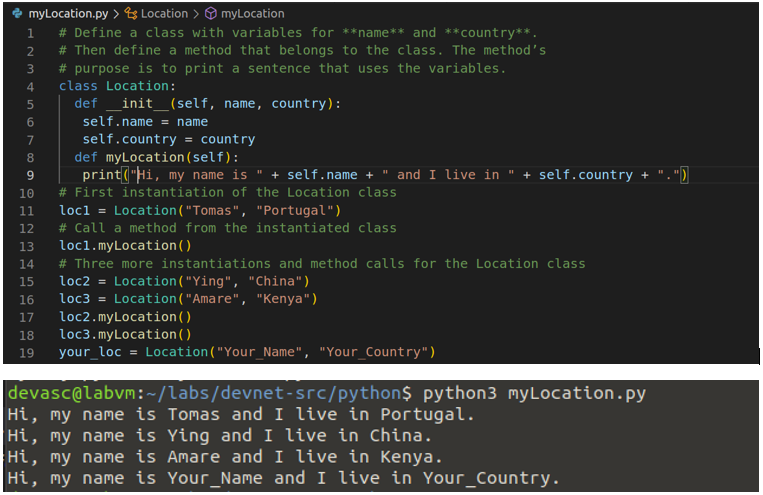 myLocation.py > Location > myLocation
1 # Define a class with variables for **name** and **country**.
2 # Then define a method that belongs to the class. The method’s
3 # purpose is to print a sentence that uses the variables.
4 class Location:
5 def __init__(self, name, country):
6 self.name = name
7 self.country = country
8 def myLocation(self):
9 print("Hi, my name is " + self.name + " and I live in " + self.country + ".")
10 # First instantiation of the Location class
11 loc1 = Location("Tomas", "Portugal")
12 # Call a method from the instantiated class
13 loc1.myLocation()
14 # Three more instantiations and method calls for the Location class
15 loc2 = Location("Ying", "China")
16 loc3 = Location("Amare", "Kenya")
17 loc2.myLocation()
18 loc3.myLocation()
19 your_loc = Location("Your_Name", "Your_Country")
devasc@labvm:~/labs/devnet-src/python$ python3 myLocation.py
Hi, my name is Tomas and I live in Portugal.
Hi, my name is Ying and I live in China.
Hi, my name is Amare and I live in Kenya.
Hi, my name is Your_Name and I live in Your_Country.